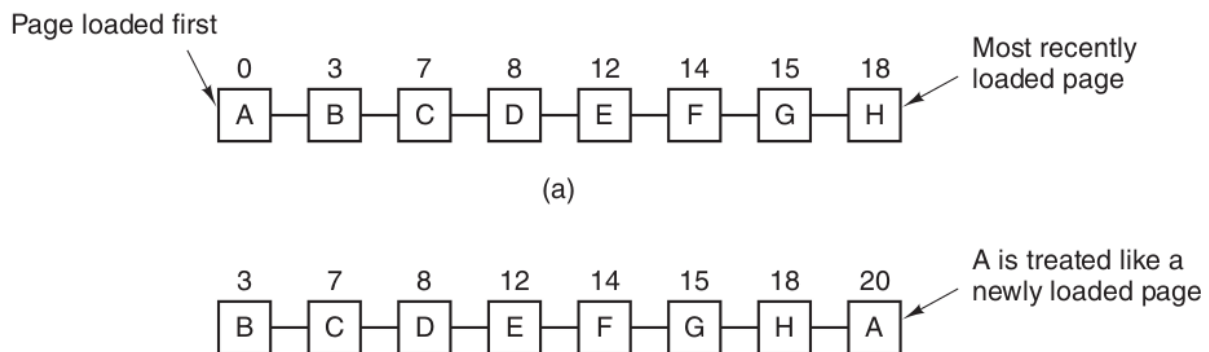 Page loaded first
Most recently
loaded page
0 3 7 8 12 14 15 18
A B C D E F G H
(a)
A is treated like a
newly loaded page
3 7 8 12 14 15 18 20
B C D E F G H A